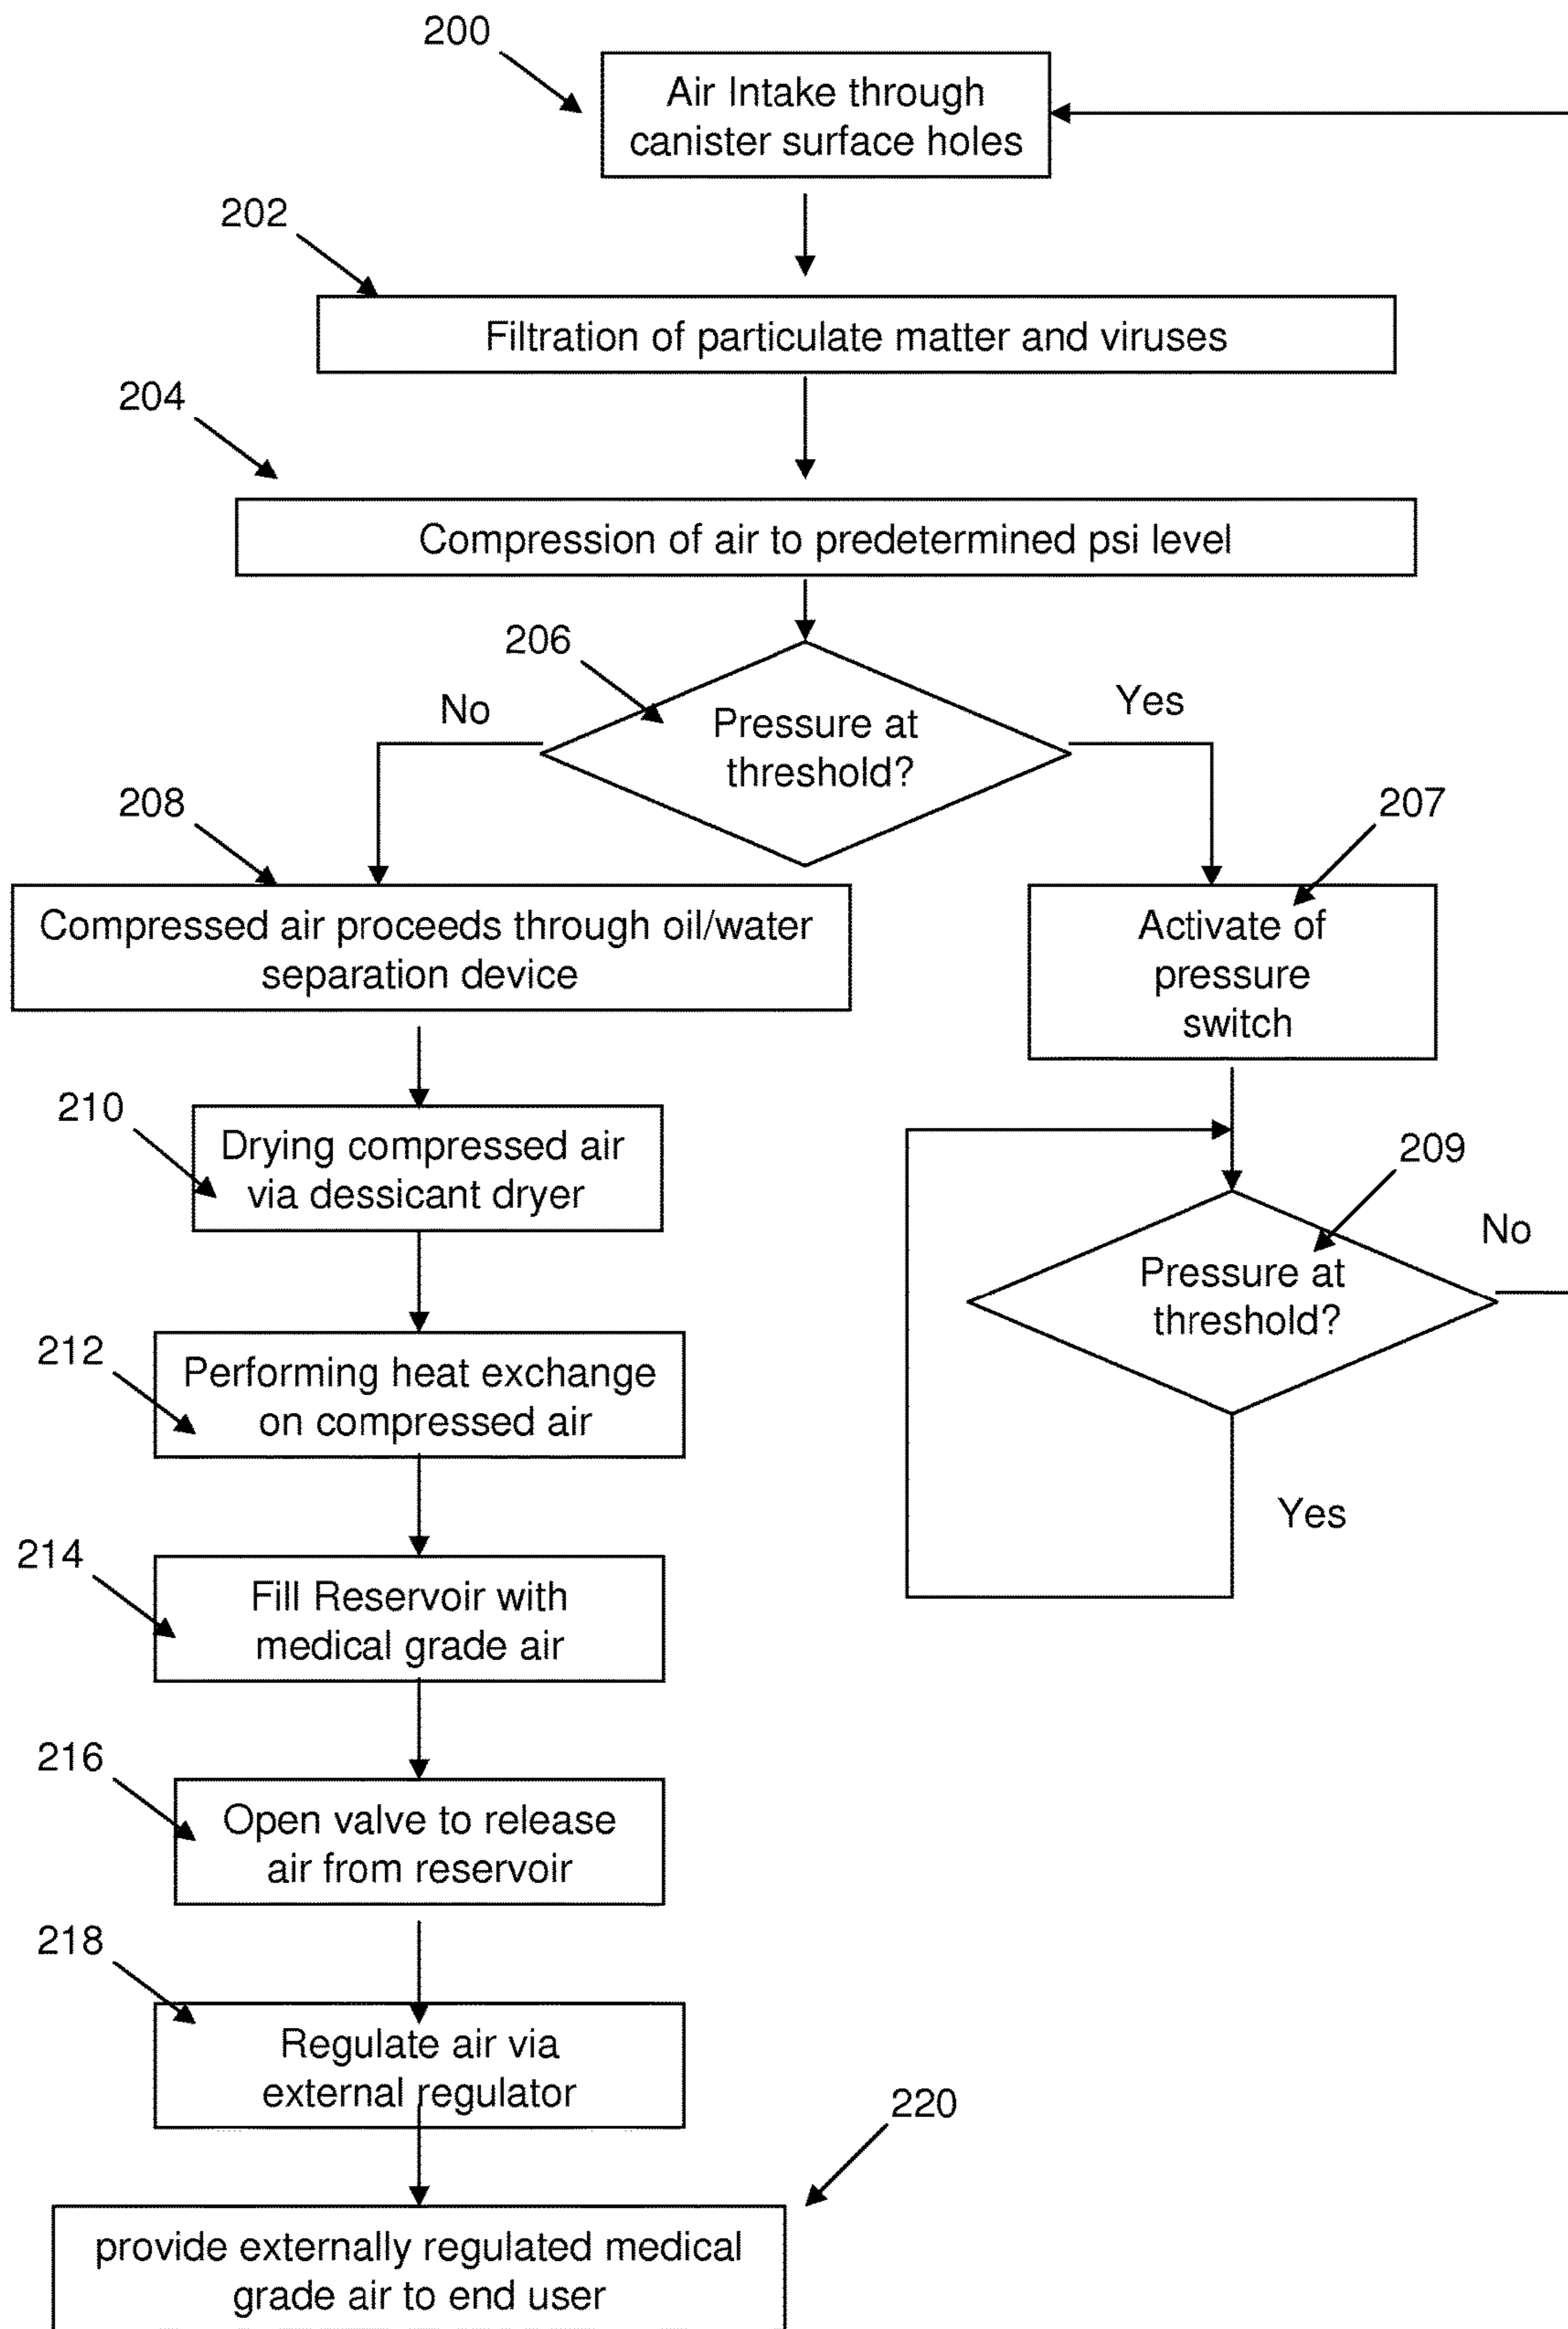 200
Air Intake through
canister surface holes
202
Filtration of particulate matter and viruses
204
Compression of air to predetermined psi level
206
No
Pressure at
threshold?
Yes
208
Compressed air proceeds through oil/water
separation device
207
Activate of
pressure
switch
210
Drying compressed air
via dessicant dryer
209
Pressure at
threshold?
No
Yes
212
Performing heat exchange
on compressed air
214
Fill Reservoir with
medical grade air
216
Open valve to release
air from reservoir
218
Regulate air via
external regulator
220
provide externally regulated medical
grade air to end user